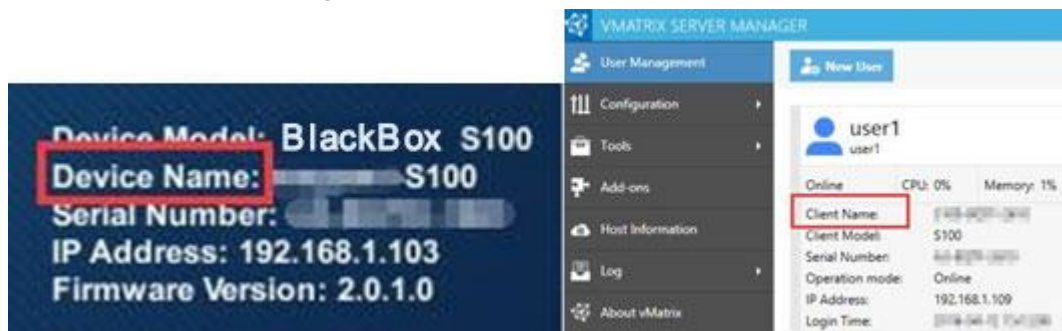 Device Model: BlackBox S100
Device Name: S100
Serial Number:
IP Address: 192.168.1.103
Firmware Version: 2.0.1.0
VMATRIX SERVER MANAGER
User Management
Configuration
Tools
Add-ons
Host Information
Log
About vMatrix
New User
user1
user1
Online CPU: 0% Memory: 1%
Client Name:
Client Model: S100
Serial Number:
Operation mode: Online
IP Address: 192.168.1.109
Login Time: